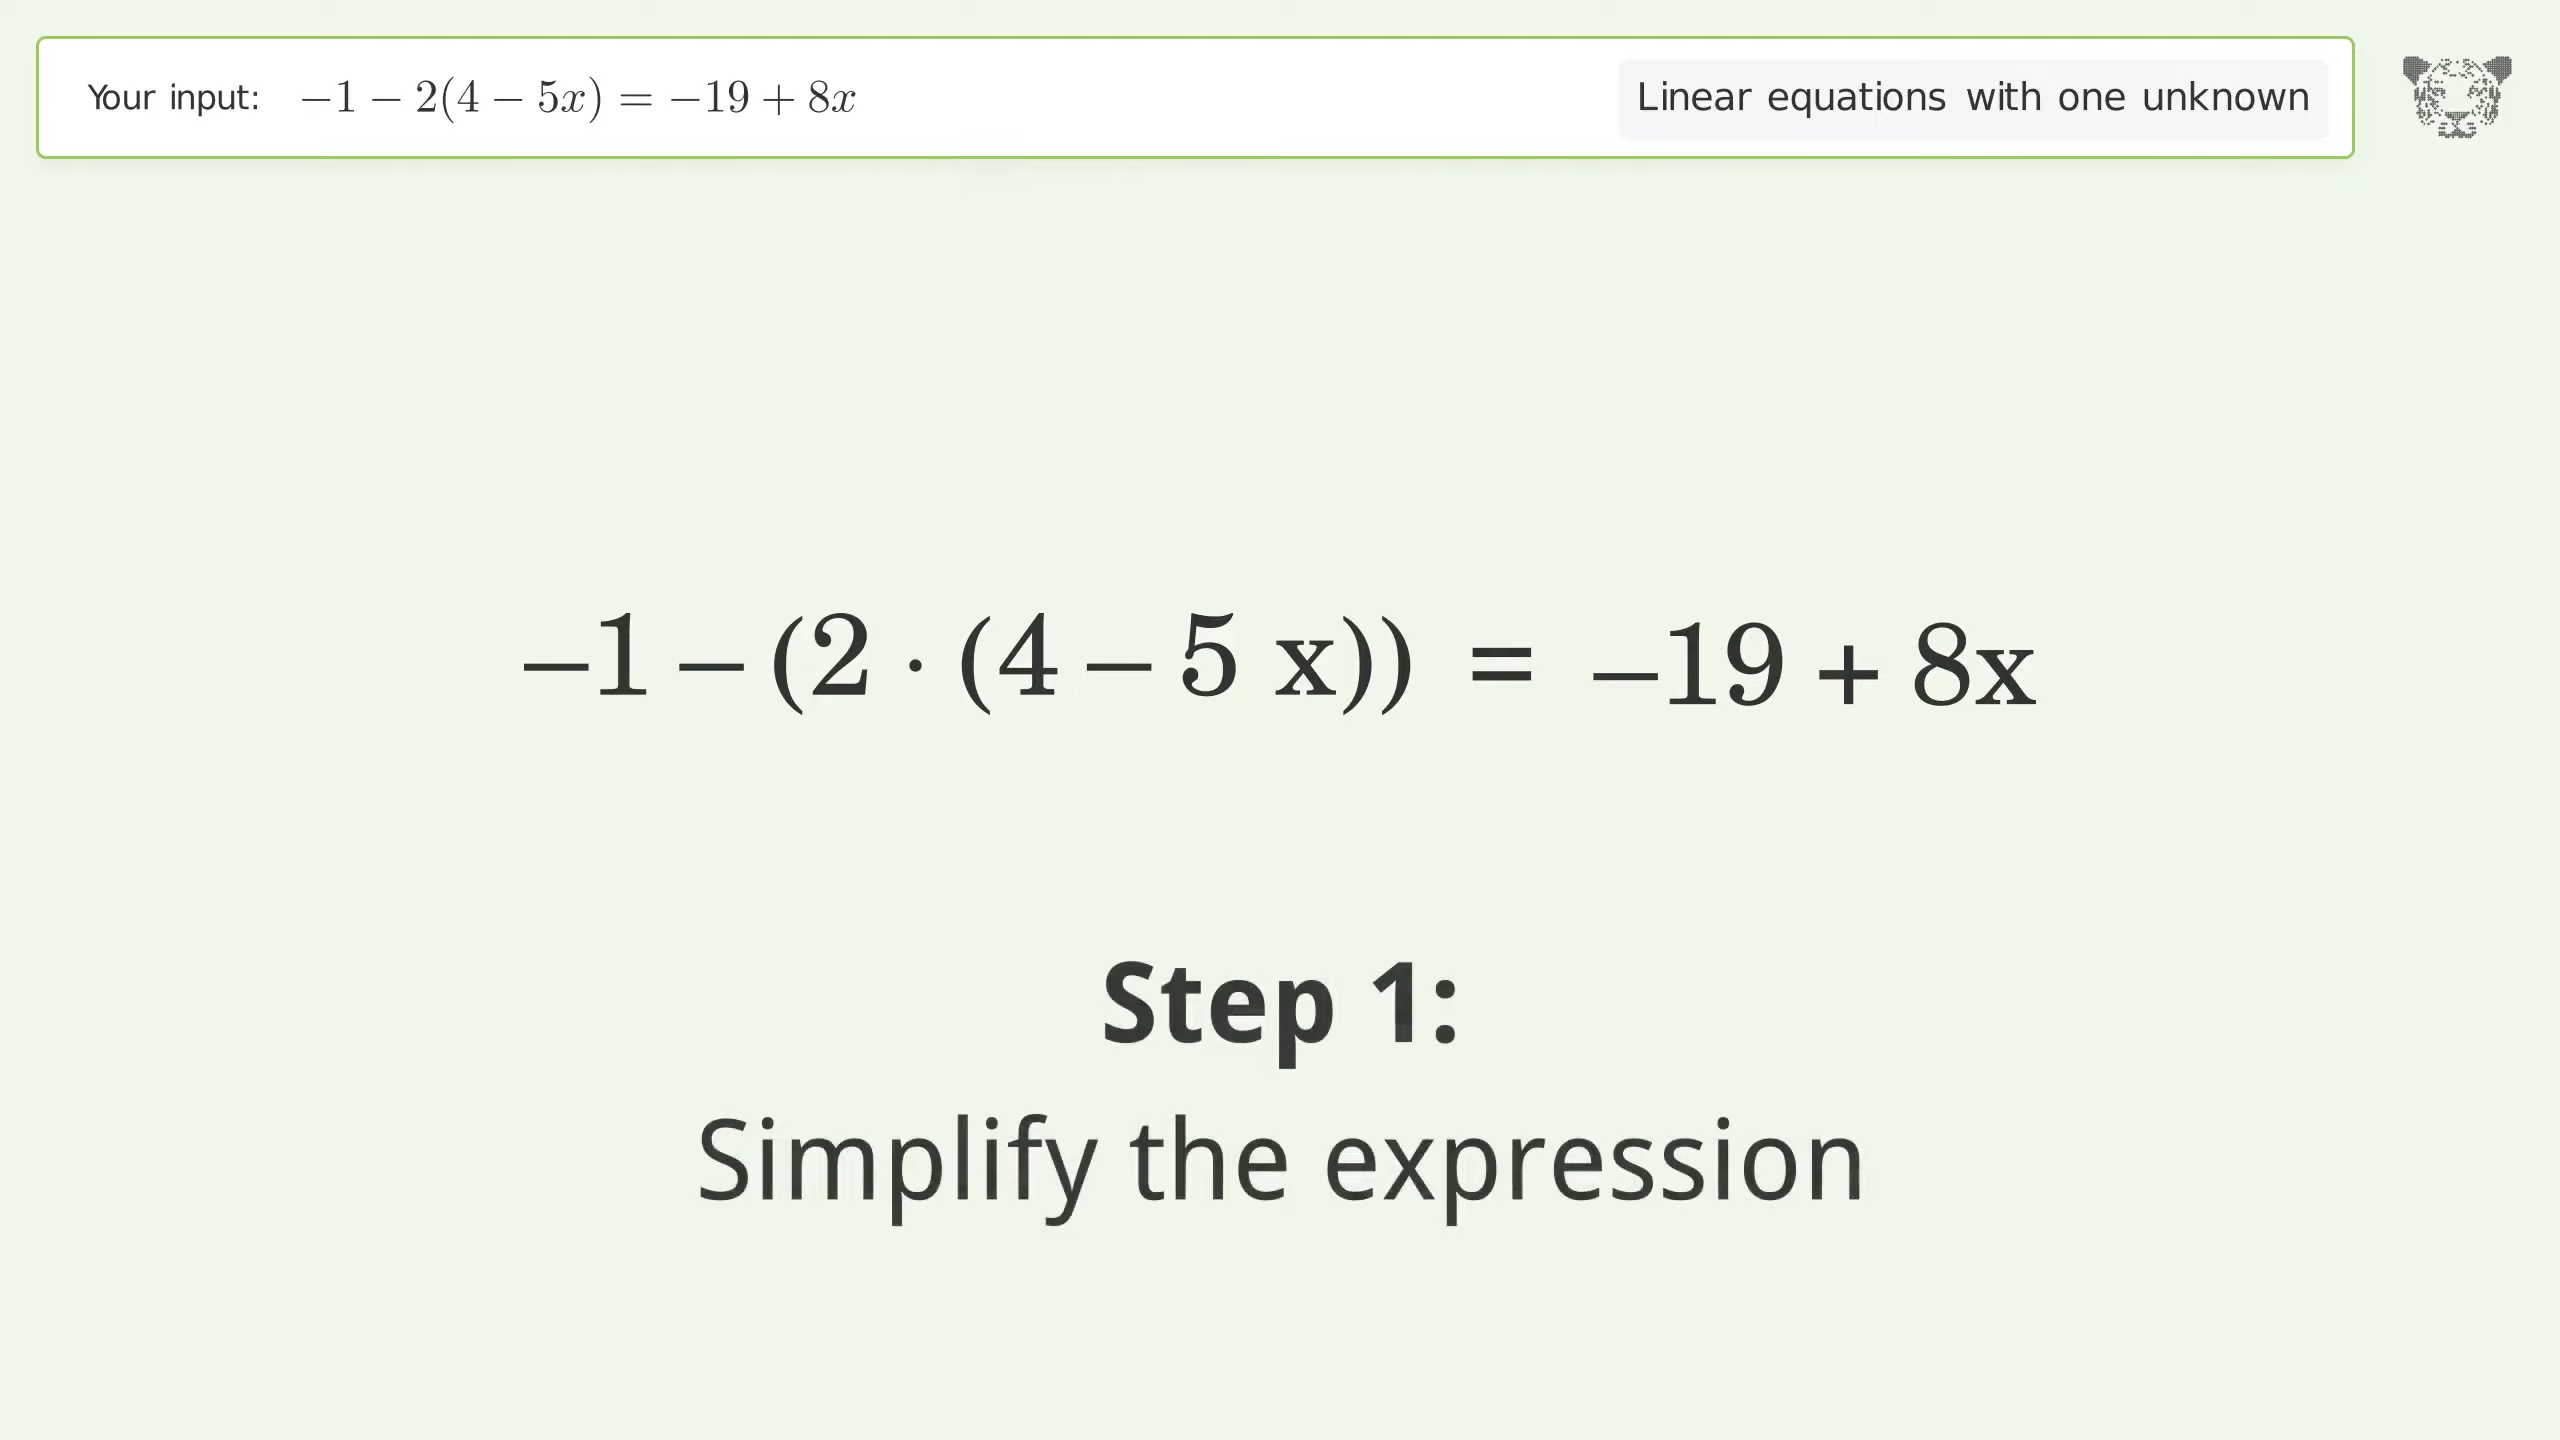 Your input: −1 − 2(4 − 5x) = −19 + 8x
Linear equations with one unknown
−1 − (2 · (4 − 5 x)) = −19 + 8x
Step 1:
Simplify the expression